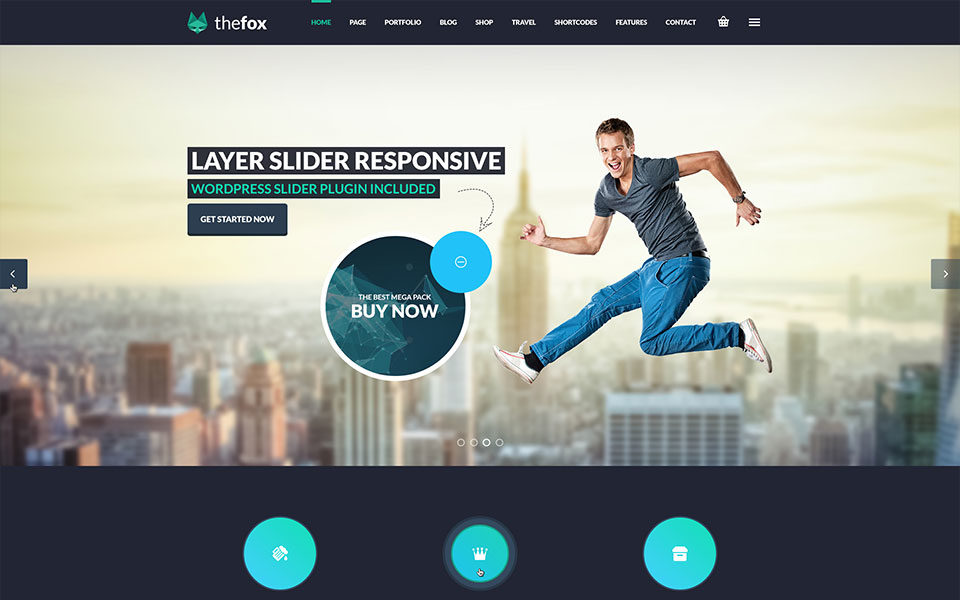 thefox
HOME PAGE PORTFOLIO BLOG SHOP TRAVEL SHORTCODES FEATURES CONTACT
LAYER SLIDER RESPONSIVE
WORDPRESS SLIDER PLUGIN INCLUDED
GET STARTED NOW
THE BEST MEGA PACK
BUY NOW